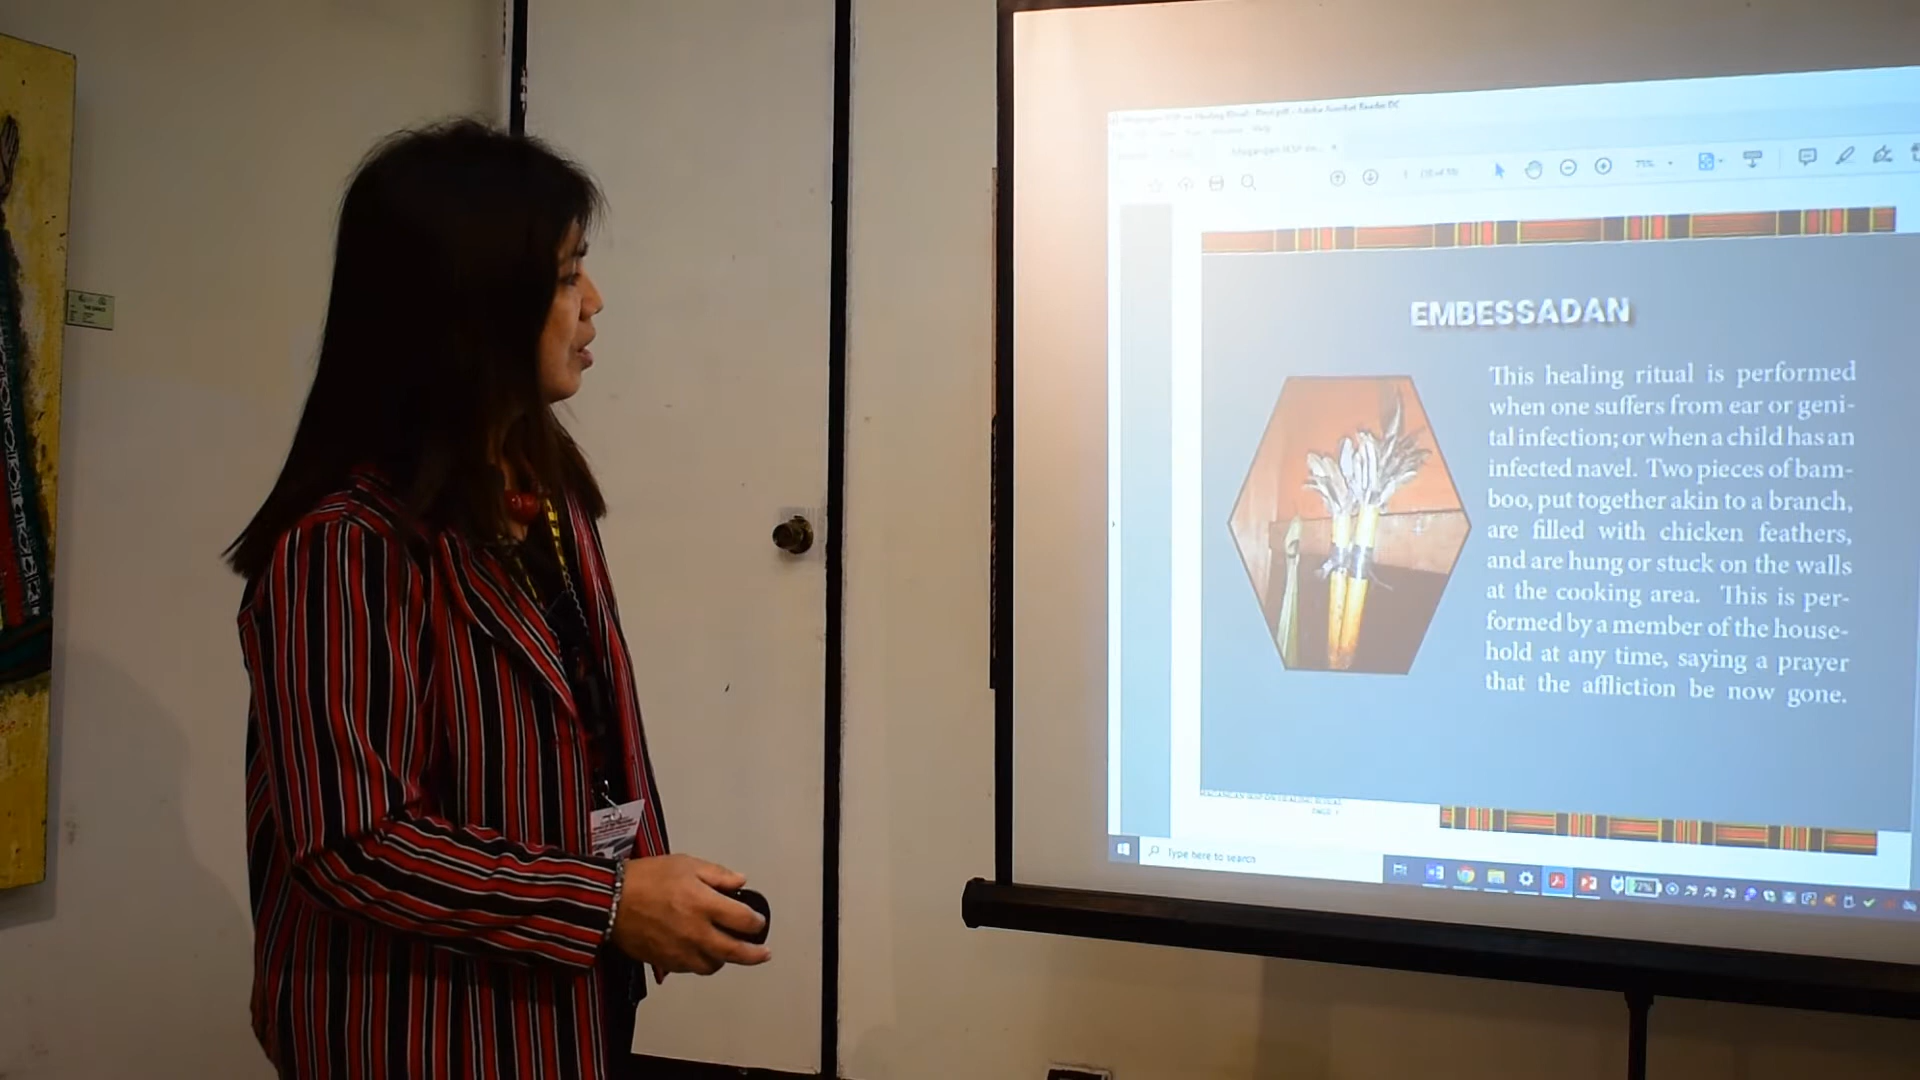 Type here to search
EMBESSADAN
This healing ritual is performed
when one suffers from ear or geni-
tal infection; or when a child has an
infected navel. Two pieces of bam-
boo, put together akin to a branch,
are filled with chicken feathers,
and are hung or stuck on the walls
at the cooking area. This is per-
formed by a member of the house-
hold at any time, saying a prayer
that the affliction be now gone.